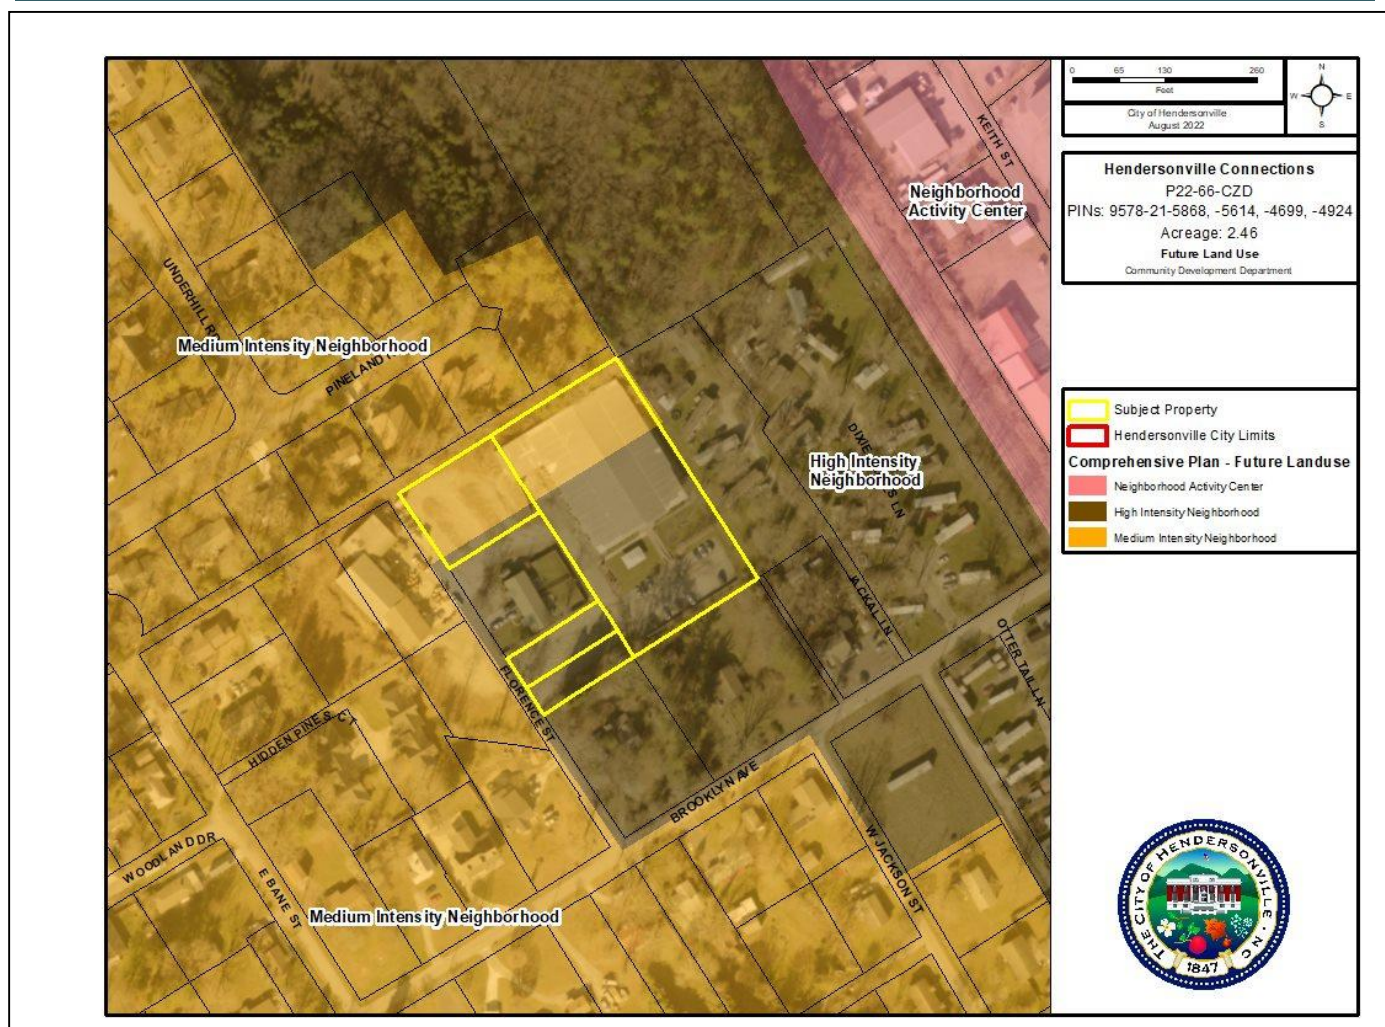 0 65 130 260
Feet
City of Hendersonville
August 2022
N
W E
S
Hendersonville Connections
P22-66-CZD
PINs: 9578-21-5868, -5614, -4699, -4924
Acreage: 2.46
Future Land Use
Community Development Department
Subject Property
Hendersonville City Limits
Comprehensive Plan - Future Landuse
Neighborhood Activity Center
High Intensity Neighborhood
Medium Intensity Neighborhood
KEITH ST
Neighborhood
Activity Center
UNDERHILL
Medium Intensity Neighborhood
PINELAND
High Intensity
Neighborhood
LN
JACKAL LN
OTTER TAIL LN
FLORENCE ST
HIDDEN PINES CT
BROOKLYN AVE
WOODLAND DR
E BANE ST
W JACKSON ST
Medium Intensity Neighborhood
THE CITY OF HENDERSONVILLE · NC
1847